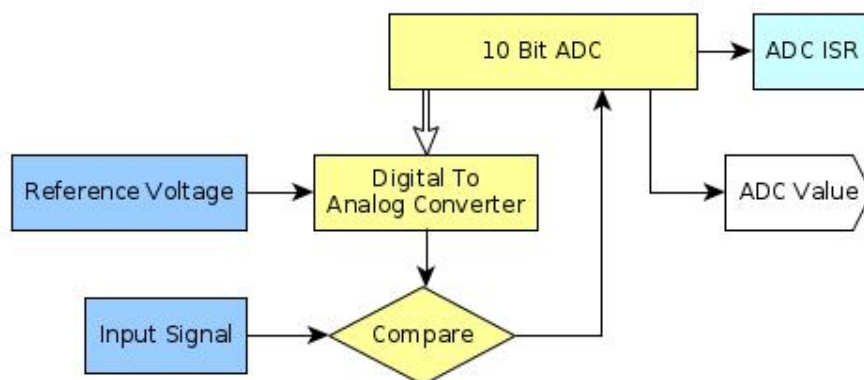 10 Bit ADC
ADC ISR
Reference Voltage
Digital To
Analog Converter
ADC Value
Input Signal
Compare